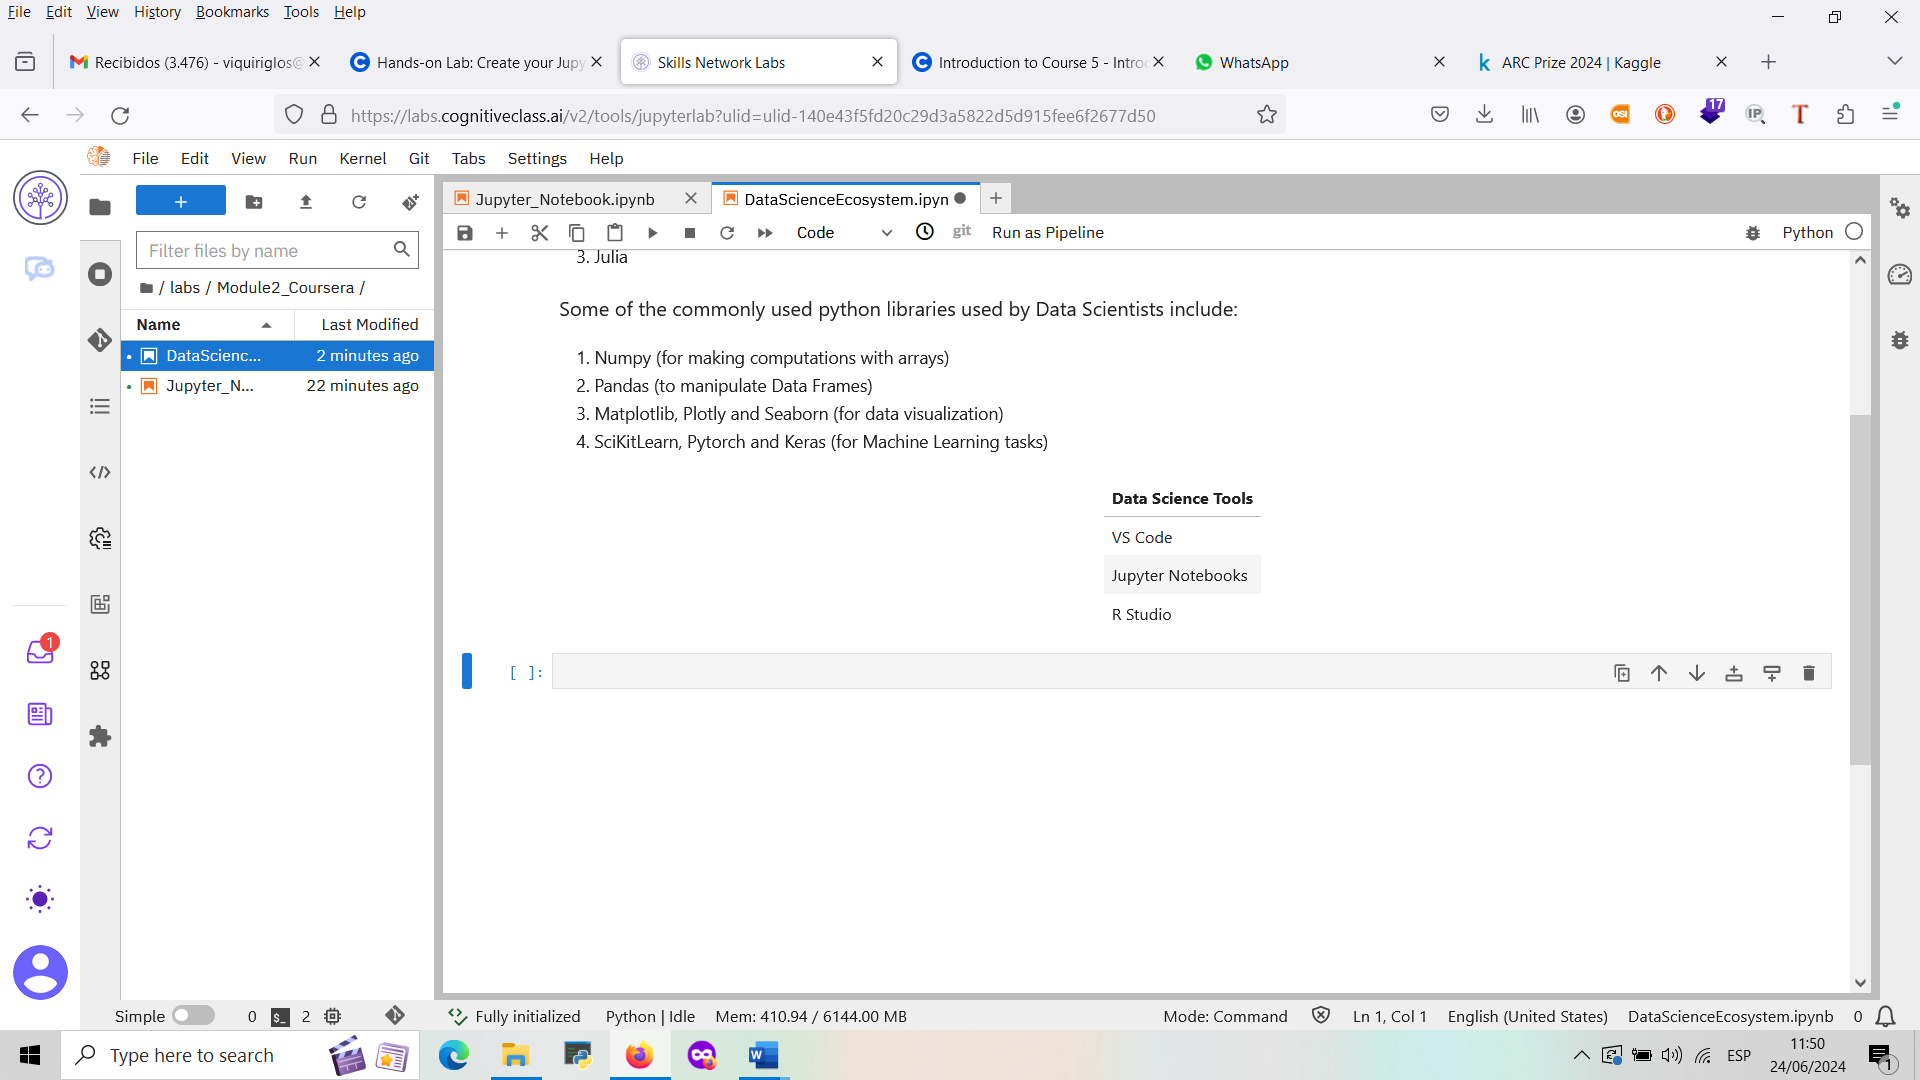 File Edit View History Bookmarks Tools Help
Recibidos (3.476) - viquiriglos@
Hands-on Lab: Create your Jupy
Skills Network Labs
Introduction to Course 5 - Intro
WhatsApp
ARC Prize 2024 | Kaggle
https://labs.cognitiveclass.ai/v2/tools/jupyterlab?ulid=ulid-140e43f5fd20c29d3a5822d5d915fee6f2677d50
17
File Edit View Run Kernel Git Tabs Settings Help
Jupyter_Notebook.ipynb
DataScienceEcosystem.ipyn
Code
git
Run as Pipeline
Python
Filter files by name
/ labs / Module2_Coursera /
Name Last Modified
DataScienc... 2 minutes ago
Jupyter_N... 22 minutes ago
3. Julia
Some of the commonly used python libraries used by Data Scientists include:
1. Numpy (for making computations with arrays)
2. Pandas (to manipulate Data Frames)
3. Matplotlib, Plotly and Seaborn (for data visualization)
4. SciKitLearn, Pytorch and Keras (for Machine Learning tasks)
Data Science Tools
VS Code
Jupyter Notebooks
R Studio
[ ]:
1
Simple 0 2 Fully initialized Python | Idle Mem: 410.94 / 6144.00 MB Mode: Command Ln 1, Col 1 English (United States) DataScienceEcosystem.ipynb 0
Type here to search
ESP
11:50
24/06/2024
1